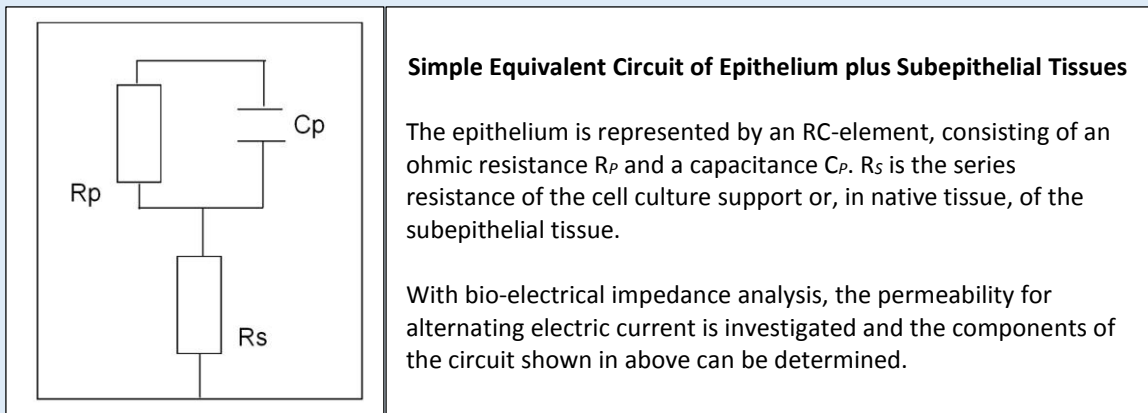 Cp
Rp
Rs
Simple Equivalent Circuit of Epithelium plus Subepithelial Tissues
The epithelium is represented by an RC-element, consisting of an
ohmic resistance RP and a capacitance CP. RS is the series
resistance of the cell culture support or, in native tissue, of the
subepithelial tissue.
With bio-electrical impedance analysis, the permeability for
alternating electric current is investigated and the components of
the circuit shown in above can be determined.